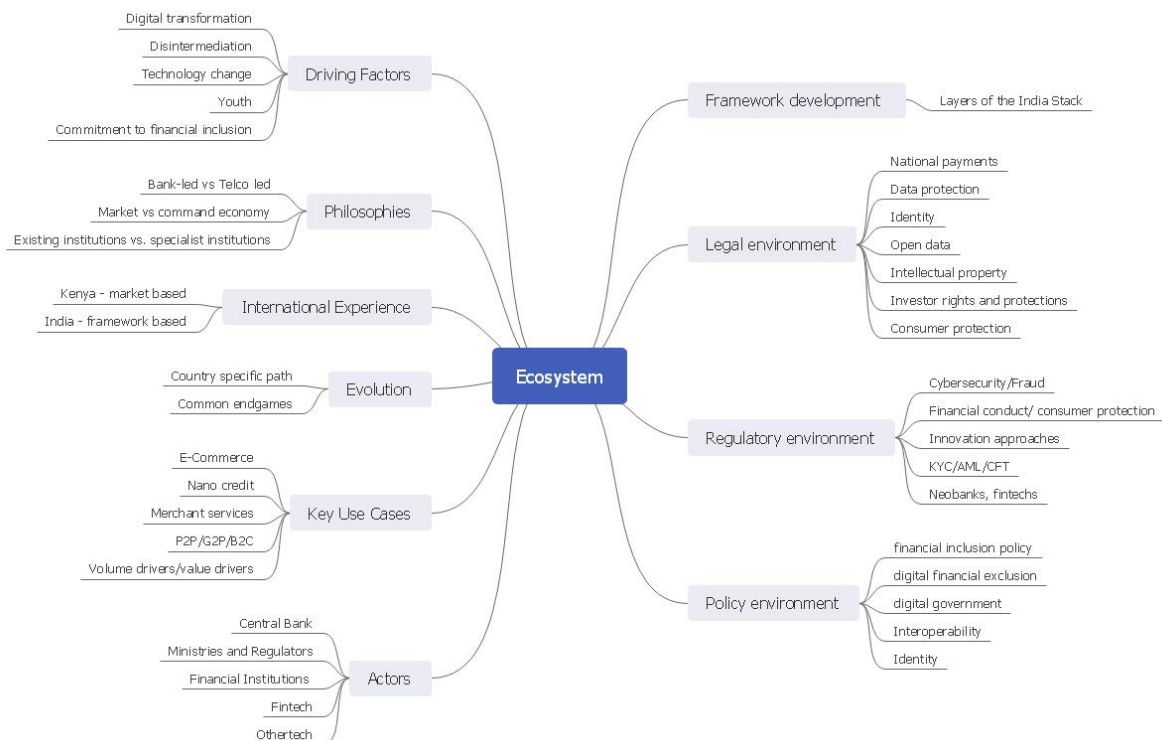 Ecosystem
Driving Factors
Digital transformation
Disintermediation
Technology change
Youth
Commitment to financial inclusion
Philosophies
Bank-led vs Telco led
Market vs command economy
Existing institutions vs. specialist institutions
International Experience
Kenya - market based
India - framework based
Evolution
Country specific path
Common endgames
Key Use Cases
E-Commerce
Nano credit
Merchant services
P2P/G2P/B2C
Volume drivers/value drivers
Actors
Central Bank
Ministries and Regulators
Financial Institutions
Fintech
Othertech
Framework development
Layers of the India Stack
Legal environment
National payments
Data protection
Identity
Open data
Intellectual property
Investor rights and protections
Consumer protection
Regulatory environment
Cybersecurity/Fraud
Financial conduct/ consumer protection
Innovation approaches
KYC/AML/CFT
Neobanks, fintechs
Policy environment
financial inclusion policy
digital financial exclusion
digital government
Interoperability
Identity